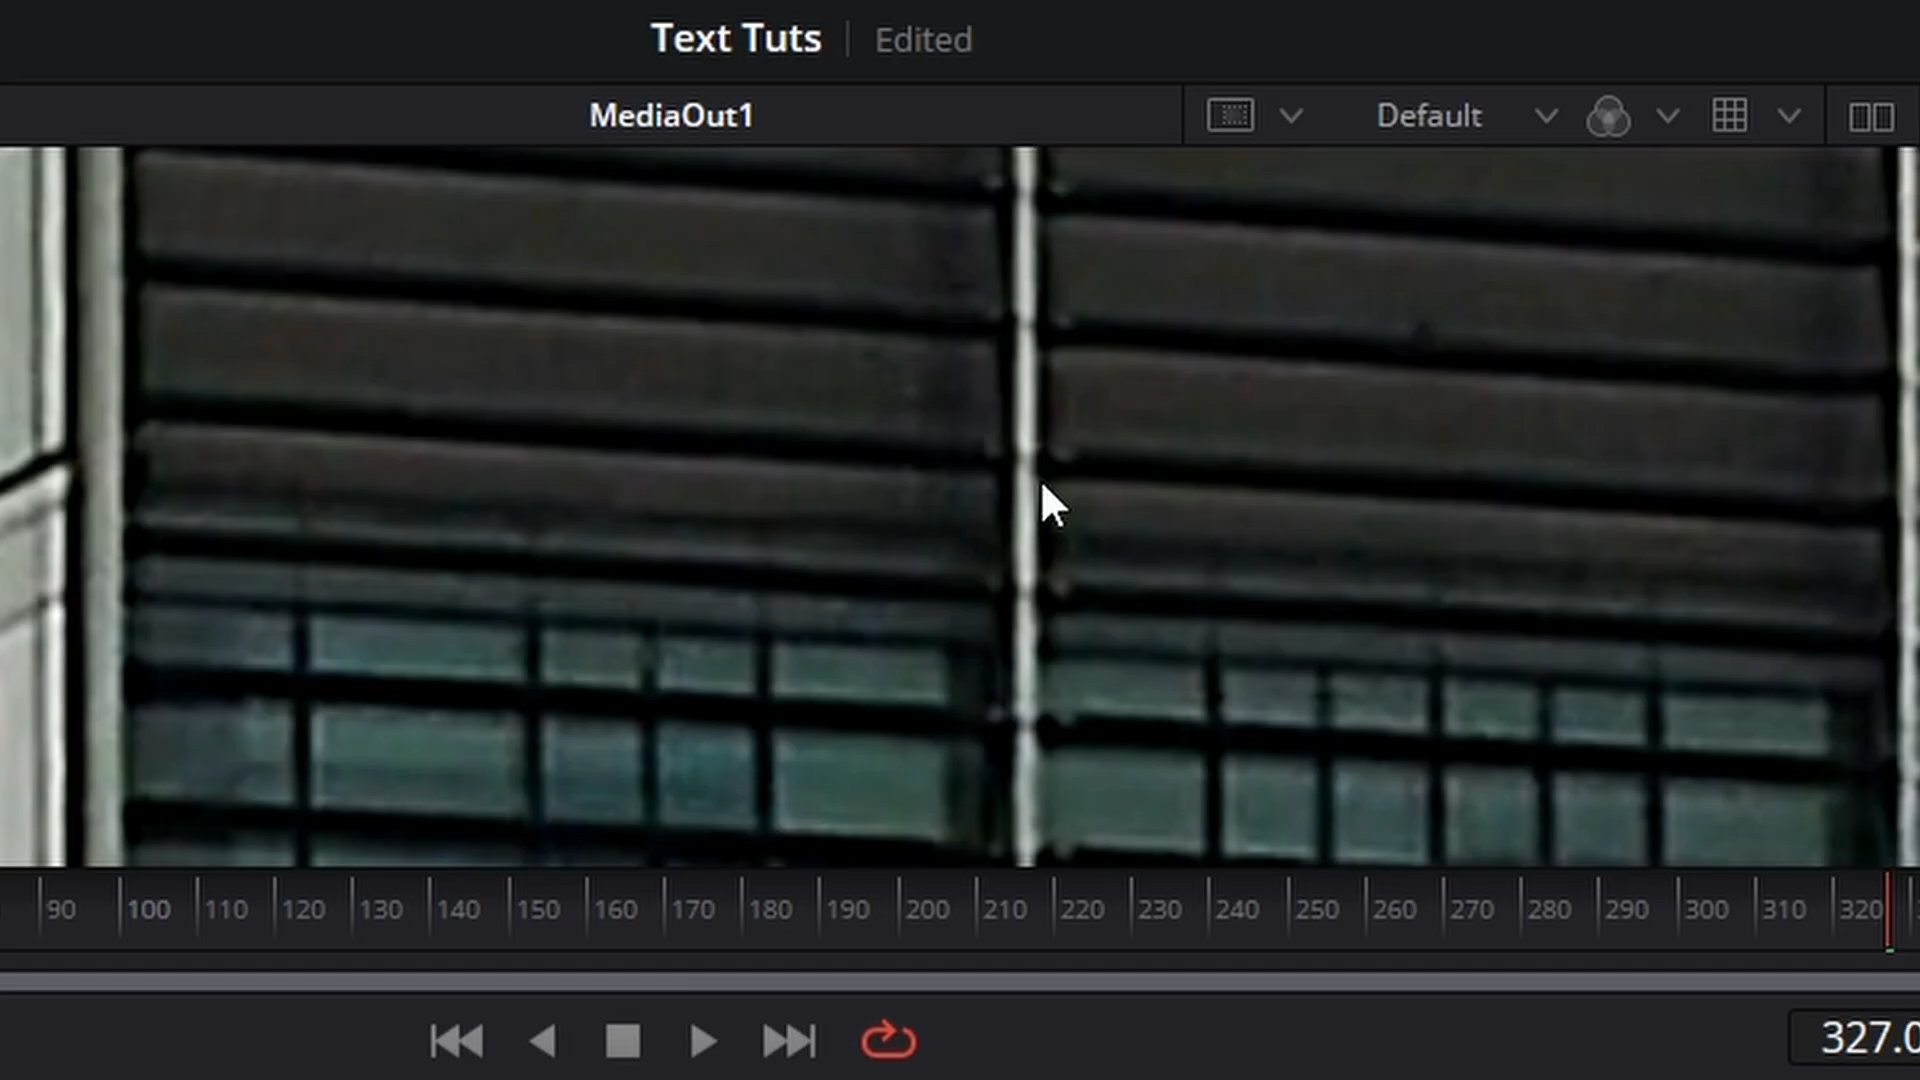 Text Tuts Edited
MediaOut1 Default
90 100 110 120 130 140 150 160 170 180 190 200 210 220 230 240 250 260 270 280 290 300 310 320
327.0